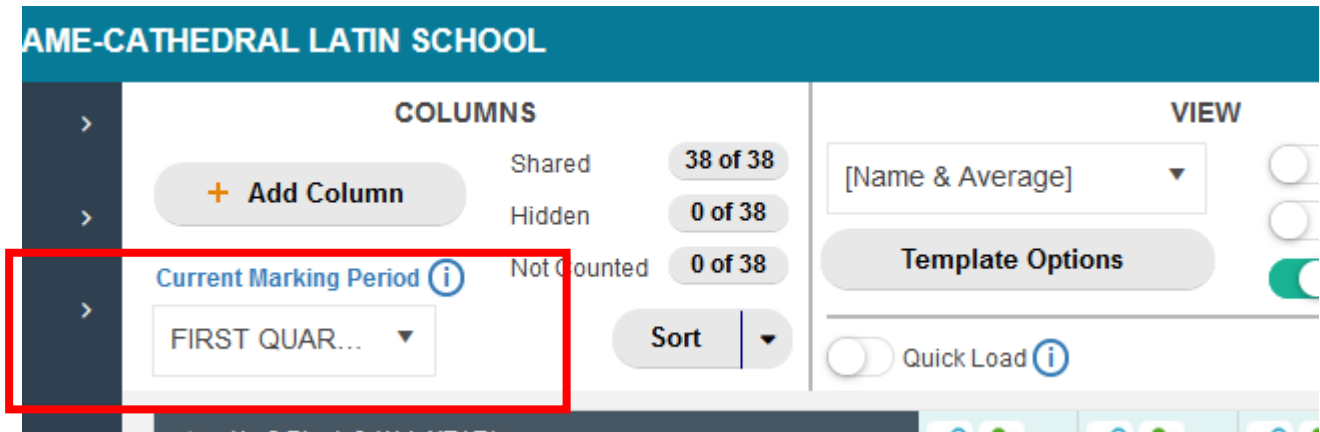 AME-CATHEDRAL LATIN SCHOOL
COLUMNS
+ Add Column
Shared 38 of 38
Hidden 0 of 38
Not Counted 0 of 38
Current Marking Period i
FIRST QUAR...
Sort
VIEW
[Name & Average]
Template Options
Quick Load i